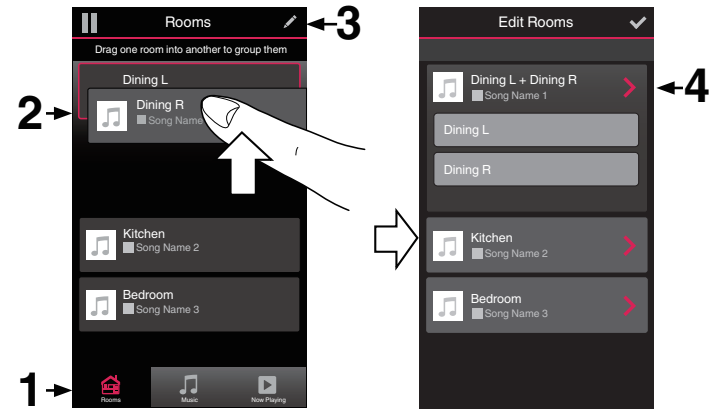 Rooms
3
Drag one room into another to group them
Dining L
Dining R
Song Name
2
Kitchen
Song Name 2
Bedroom
Song Name 3
1
Rooms
Music
Now Playing
Edit Rooms
Dining L + Dining R
Song Name 1
4
Dining L
Dining R
Kitchen
Song Name 2
Bedroom
Song Name 3